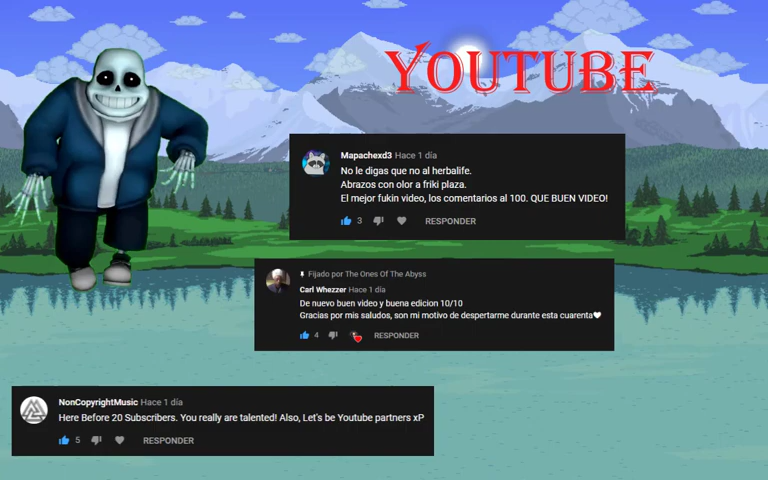 YOUTUBE
Mapachexd3 Hace 1 día
No le digas que no al herbalife.
Abrazos con olor a friki plaza.
El mejor fukin video, los comentarios al 100. QUE BUEN VIDEO!
3 RESPONDER
Fijado por The Ones Of The Abyss
Carl Whezzer Hace 1 día
De nuevo buen video y buena edicion 10/10
Gracias por mis saludos, son mi motivo de despertarme durante esta cuarenta🖤
4 RESPONDER
NonCopyrightMusic Hace 1 día
Here Before 20 Subscribers. You really are talented! Also, Let's be Youtube partners xP
5 RESPONDER